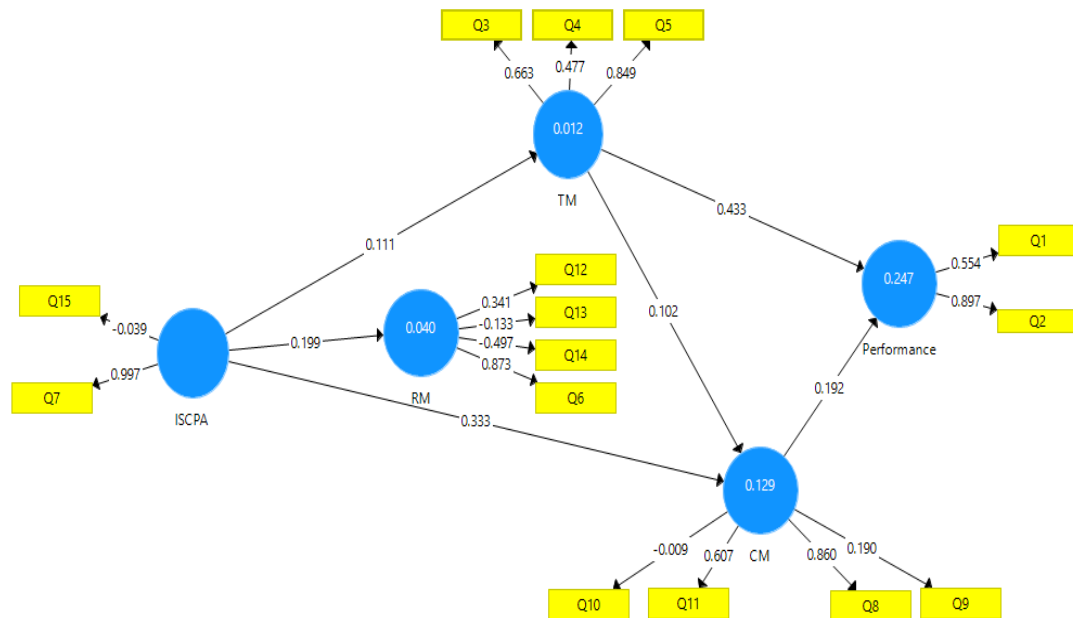 Q3
Q4
Q5
0.663
0.477
0.849
0.012
TM
0.111
0.433
Q1
0.554
0.247
0.897
Q2
Performance
Q12
0.341
Q13
-0.133
0.040
-0.497
Q14
0.873
Q6
RM
0.102
Q15
-0.039
0.199
0.997
Q7
ISCPA
0.333
0.192
0.129
CM
-0.009
0.607
0.860
0.190
Q10
Q11
Q8
Q9